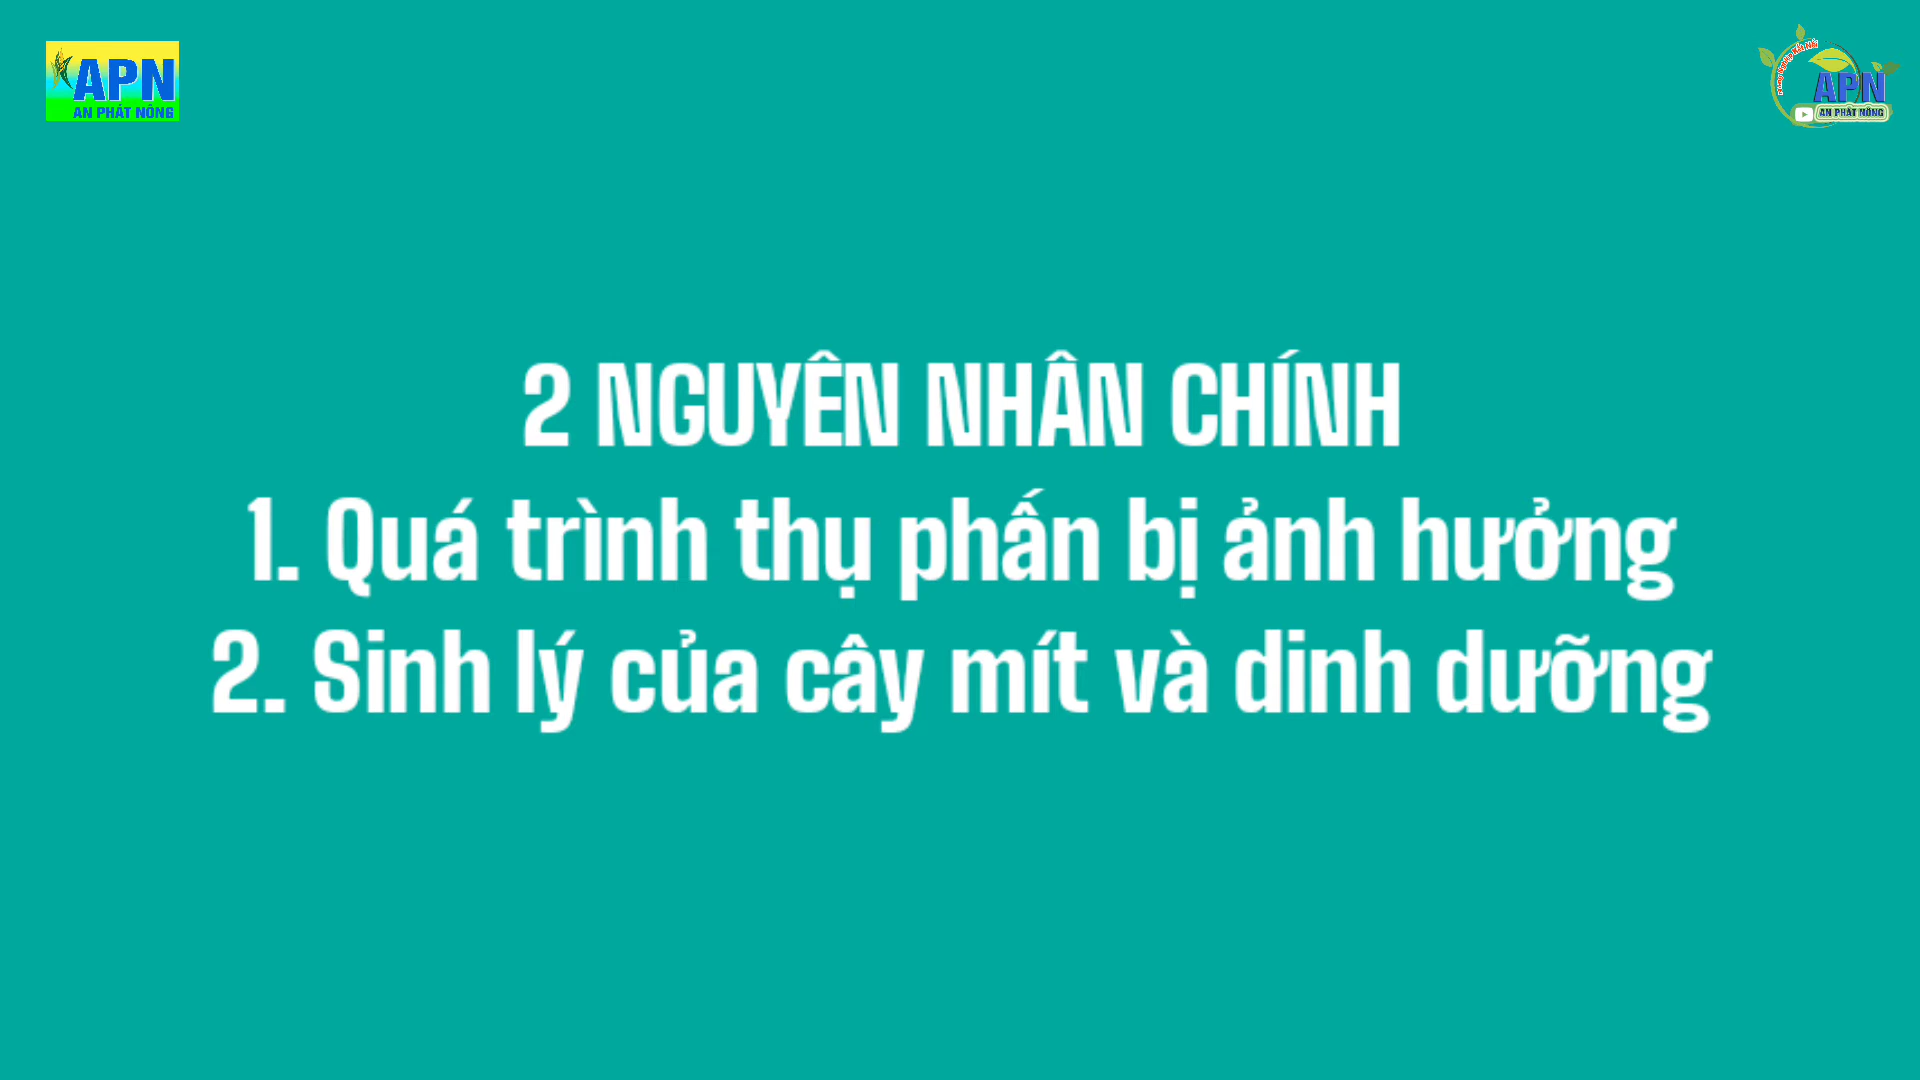 APN
AN PHÁT NÔNG
APN
AN PHÁT NÔNG
2 NGUYÊN NHÂN CHÍNH
1. Quá trình thụ phấn bị ảnh hưởng
2. Sinh lý của cây mít và dinh dưỡng